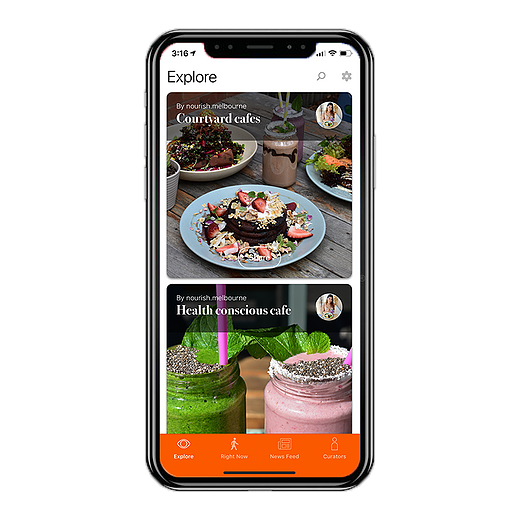 3:16
Explore
By nourish.melbourne
Courtyard cafes
Share
By nourish.melbourne
Health conscious cafe
Explore
Right Now
News Feed
Curators